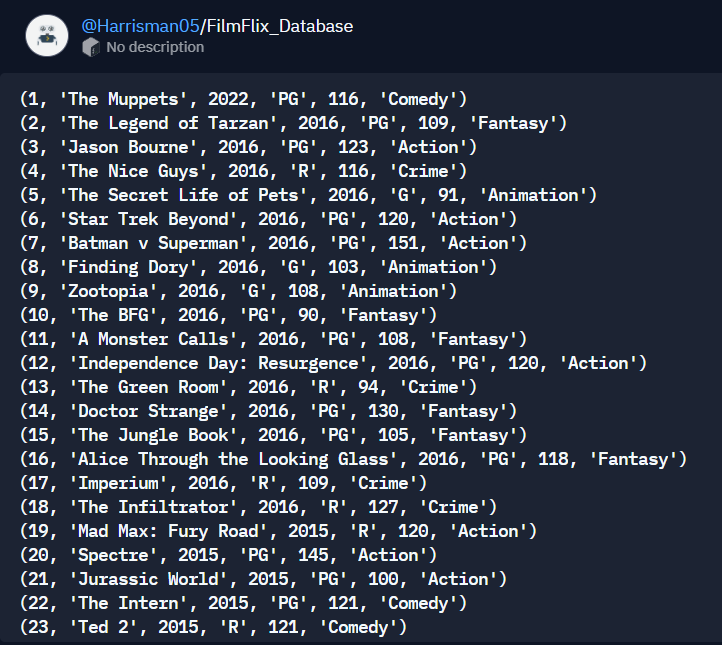 @Harrisman05/FilmFlix_Database
No description
(1, 'The Muppets', 2022, 'PG', 116, 'Comedy')
(2, 'The Legend of Tarzan', 2016, 'PG', 109, 'Fantasy')
(3, 'Jason Bourne', 2016, 'PG', 123, 'Action')
(4, 'The Nice Guys', 2016, 'R', 116, 'Crime')
(5, 'The Secret Life of Pets', 2016, 'G', 91, 'Animation')
(6, 'Star Trek Beyond', 2016, 'PG', 120, 'Action')
(7, 'Batman v Superman', 2016, 'PG', 151, 'Action')
(8, 'Finding Dory', 2016, 'G', 103, 'Animation')
(9, 'Zootopia', 2016, 'G', 108, 'Animation')
(10, 'The BFG', 2016, 'PG', 90, 'Fantasy')
(11, 'A Monster Calls', 2016, 'PG', 108, 'Fantasy')
(12, 'Independence Day: Resurgence', 2016, 'PG', 120, 'Action')
(13, 'The Green Room', 2016, 'R', 94, 'Crime')
(14, 'Doctor Strange', 2016, 'PG', 130, 'Fantasy')
(15, 'The Jungle Book', 2016, 'PG', 105, 'Fantasy')
(16, 'Alice Through the Looking Glass', 2016, 'PG', 118, 'Fantasy')
(17, 'Imperium', 2016, 'R', 109, 'Crime')
(18, 'The Infiltrator', 2016, 'R', 127, 'Crime')
(19, 'Mad Max: Fury Road', 2015, 'R', 120, 'Action')
(20, 'Spectre', 2015, 'PG', 145, 'Action')
(21, 'Jurassic World', 2015, 'PG', 100, 'Action')
(22, 'The Intern', 2015, 'PG', 121, 'Comedy')
(23, 'Ted 2', 2015, 'R', 121, 'Comedy')